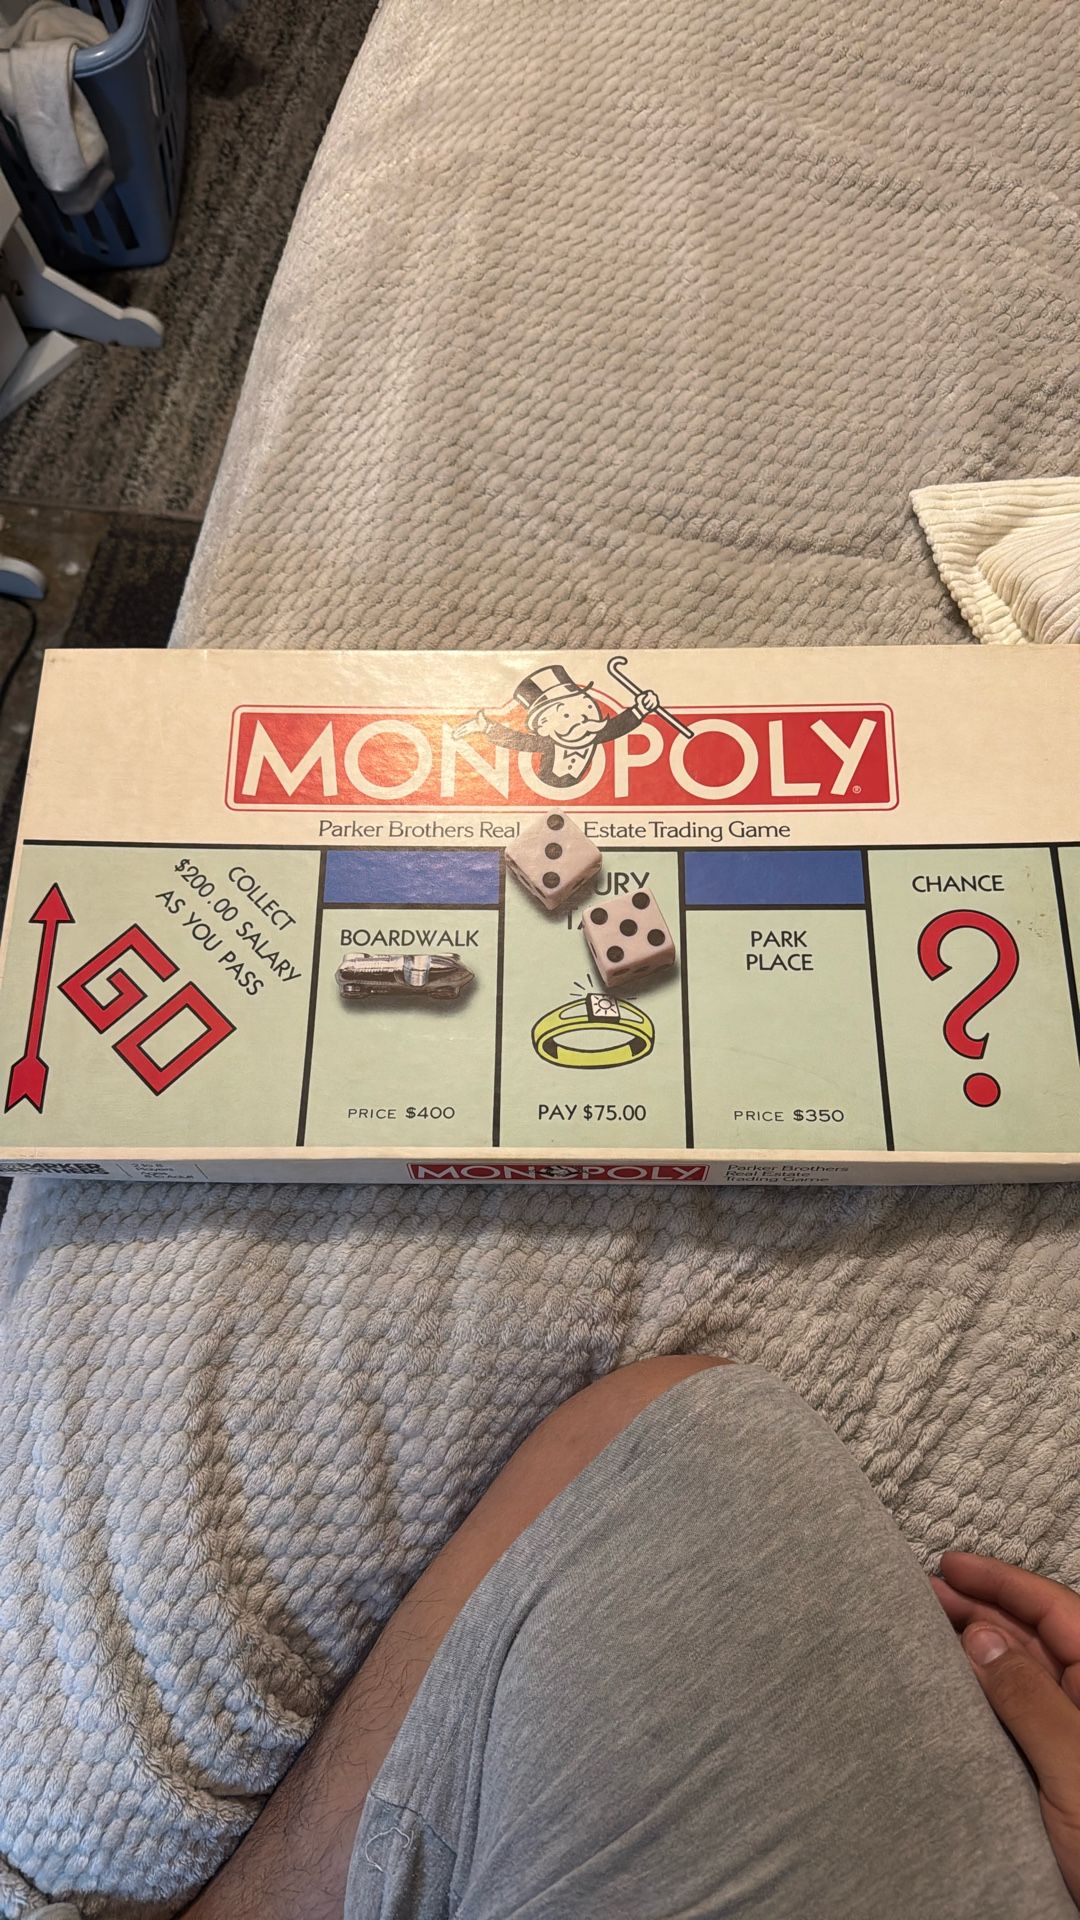 MONOPOLY®
Parker Brothers Real Estate Trading Game
COLLECT
$200.00 SALARY
AS YOU PASS
GO
BOARDWALK
PRICE $400
URY
PAY $75.00
PARK
PLACE
PRICE $350
CHANCE
?
MONOPOLY
Parker Brothers
Real Estate
Trading Game